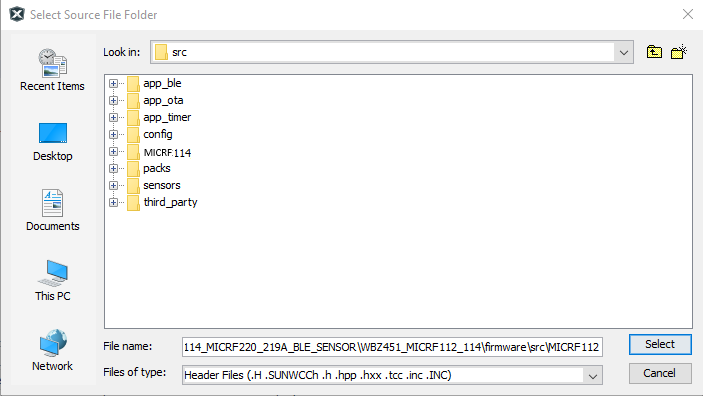 Select Source File Folder
Look in: src
Recent Items
Desktop
Documents
This PC
Network
app_ble
app_ota
app_timer
config
MICRF114
packs
sensors
third_party
File name: 114_MICRF220_219A_BLE_SENSOR\WBZ451_MICRF112_114\firmware\src\MICRF112
Select
Files of type: Header Files (.H .SUNWCCh .h .hpp .hxx .tcc .inc .INC)
Cancel